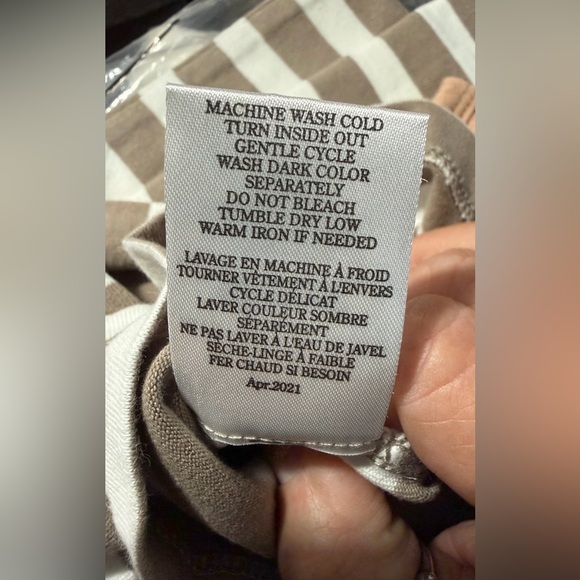 MACHINE WASH COLD
TURN INSIDE OUT
GENTLE CYCLE
WASH DARK COLOR
SEPARATELY
DO NOT BLEACH
TUMBLE DRY LOW
WARM IRON IF NEEDED
LAVAGE EN MACHINE À FROID
TOURNER VÊTEMENT À L'ENVERS
CYCLE DÉLICAT
LAVER COULEUR SOMBRE
SÉPARÉMENT
NE PAS LAVER À L'EAU DE JAVEL
SÈCHE-LINGE À FAIBLE
FER CHAUD SI BESOIN
Apr.2021